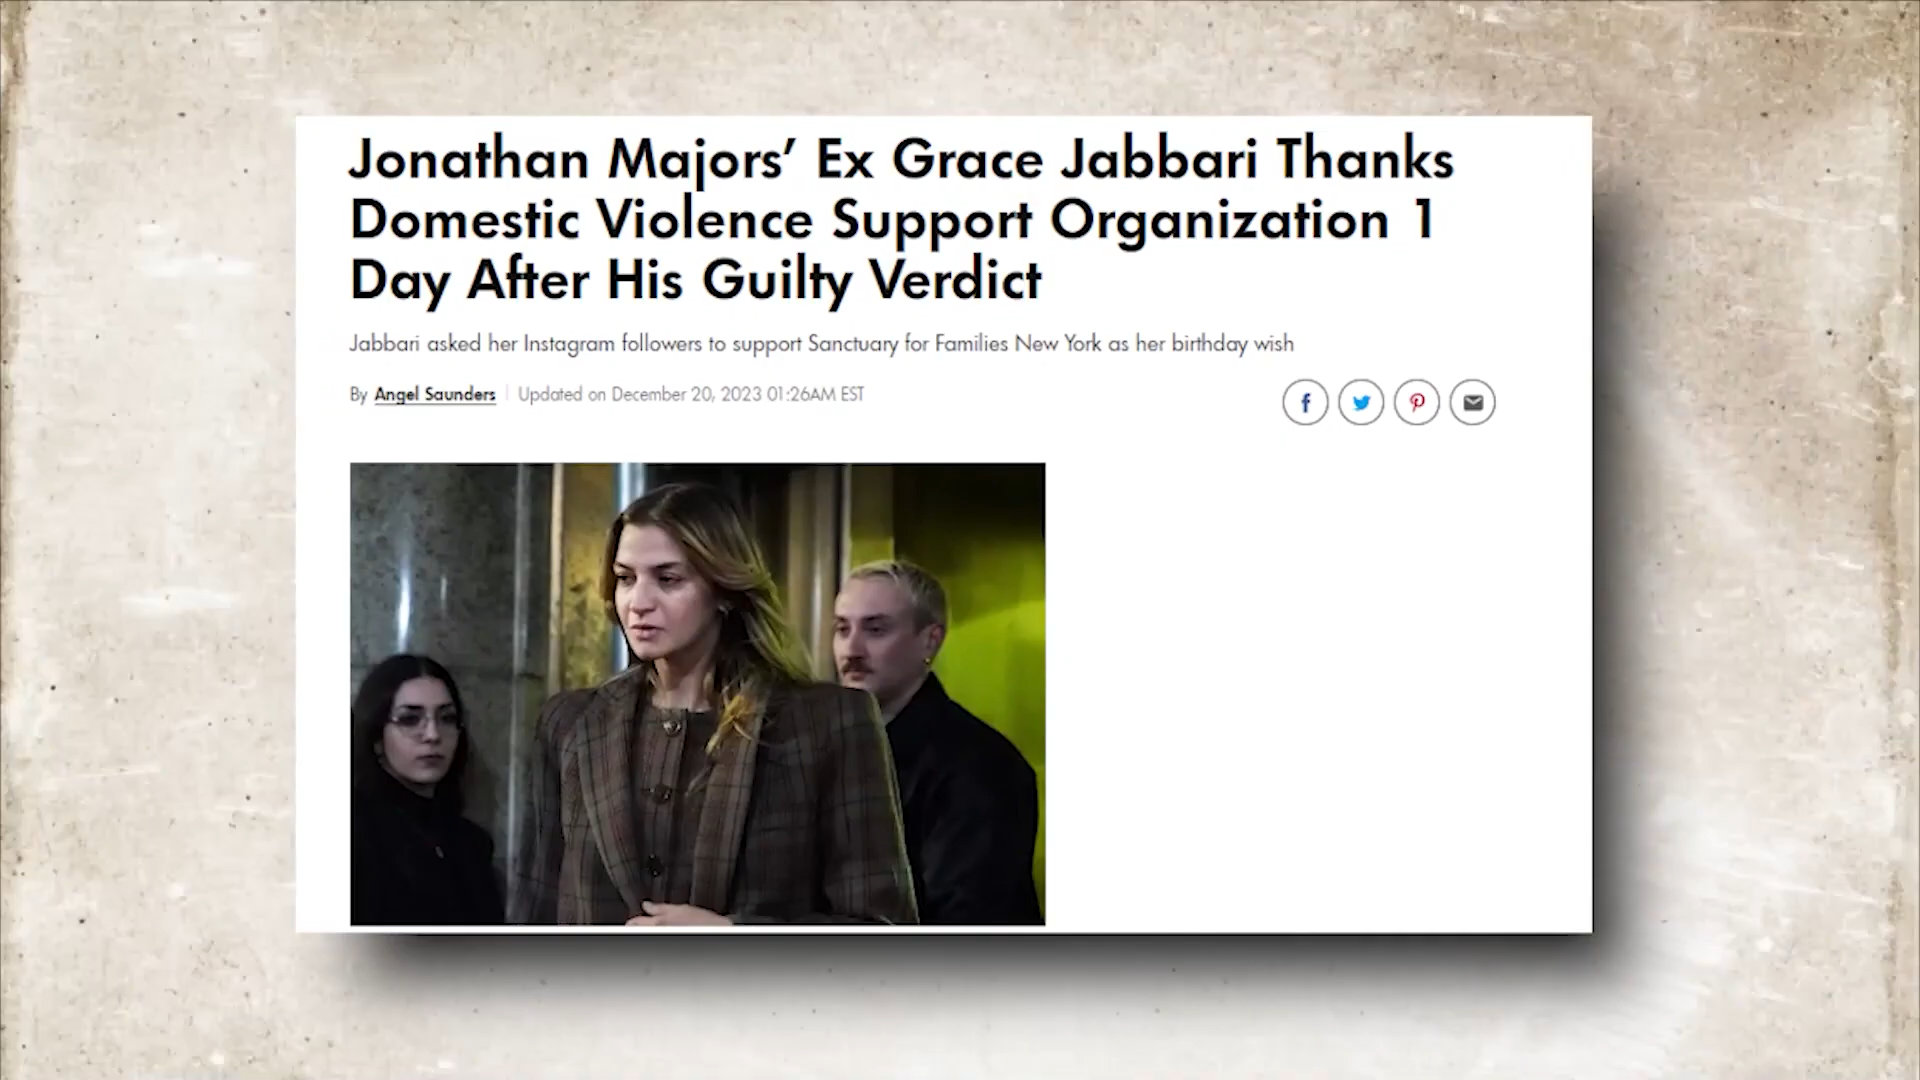 Jonathan Majors’ Ex Grace Jabbari Thanks
Domestic Violence Support Organization 1
Day After His Guilty Verdict
Jabbari asked her Instagram followers to support Sanctuary for Families New York as her birthday wish
By Angel Saunders | Updated on December 20, 2023 01:26AM EST